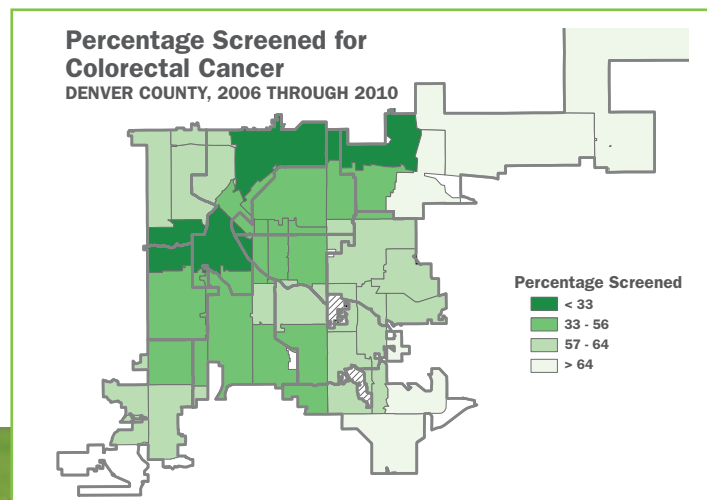 Percentage Screened for
Colorectal Cancer
DENVER COUNTY, 2006 THROUGH 2010
Percentage Screened
< 33
33 - 56
57 - 64
> 64